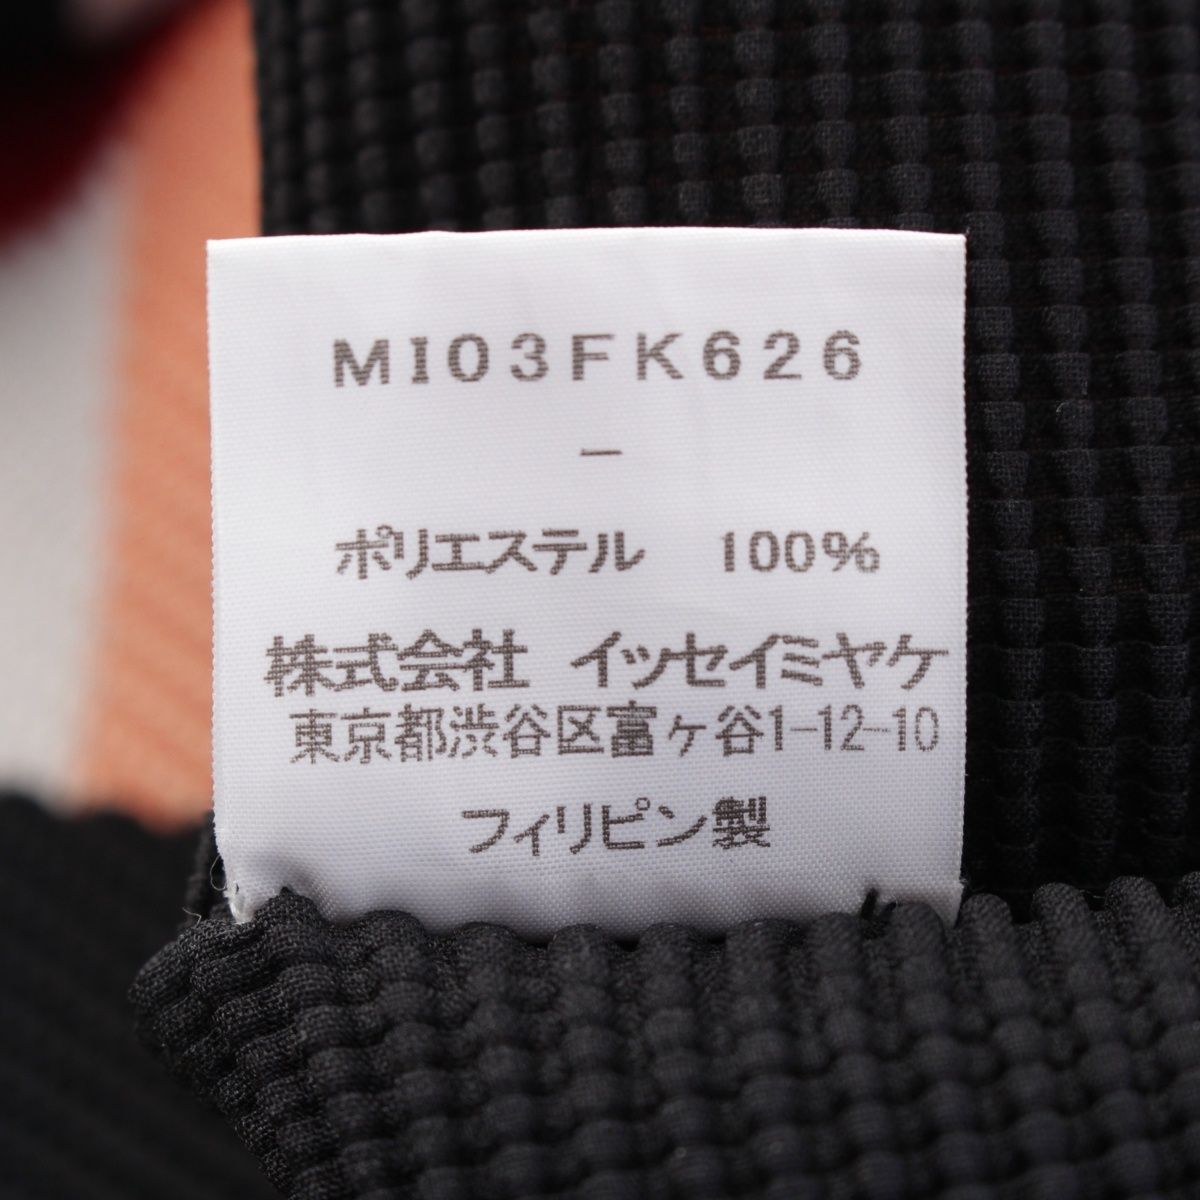 MI03FK626
−
ポリエステル 100%
株式会社 イッセイミヤケ
東京都渋谷区富ヶ谷1-12-10
フィリピン製